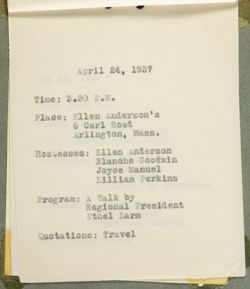 April 24, 1937
Time: 3.30 P.M.
Place: Ellen Anderson's
6 Carl Road
Arlington, Mass.
Hostesses: Ellen Anderson
Blanche Goodwin
Joyce Manuel
Lillian Perkins
Program: A Talk by
Regional President
Ethel Larm
Quotations: Travel